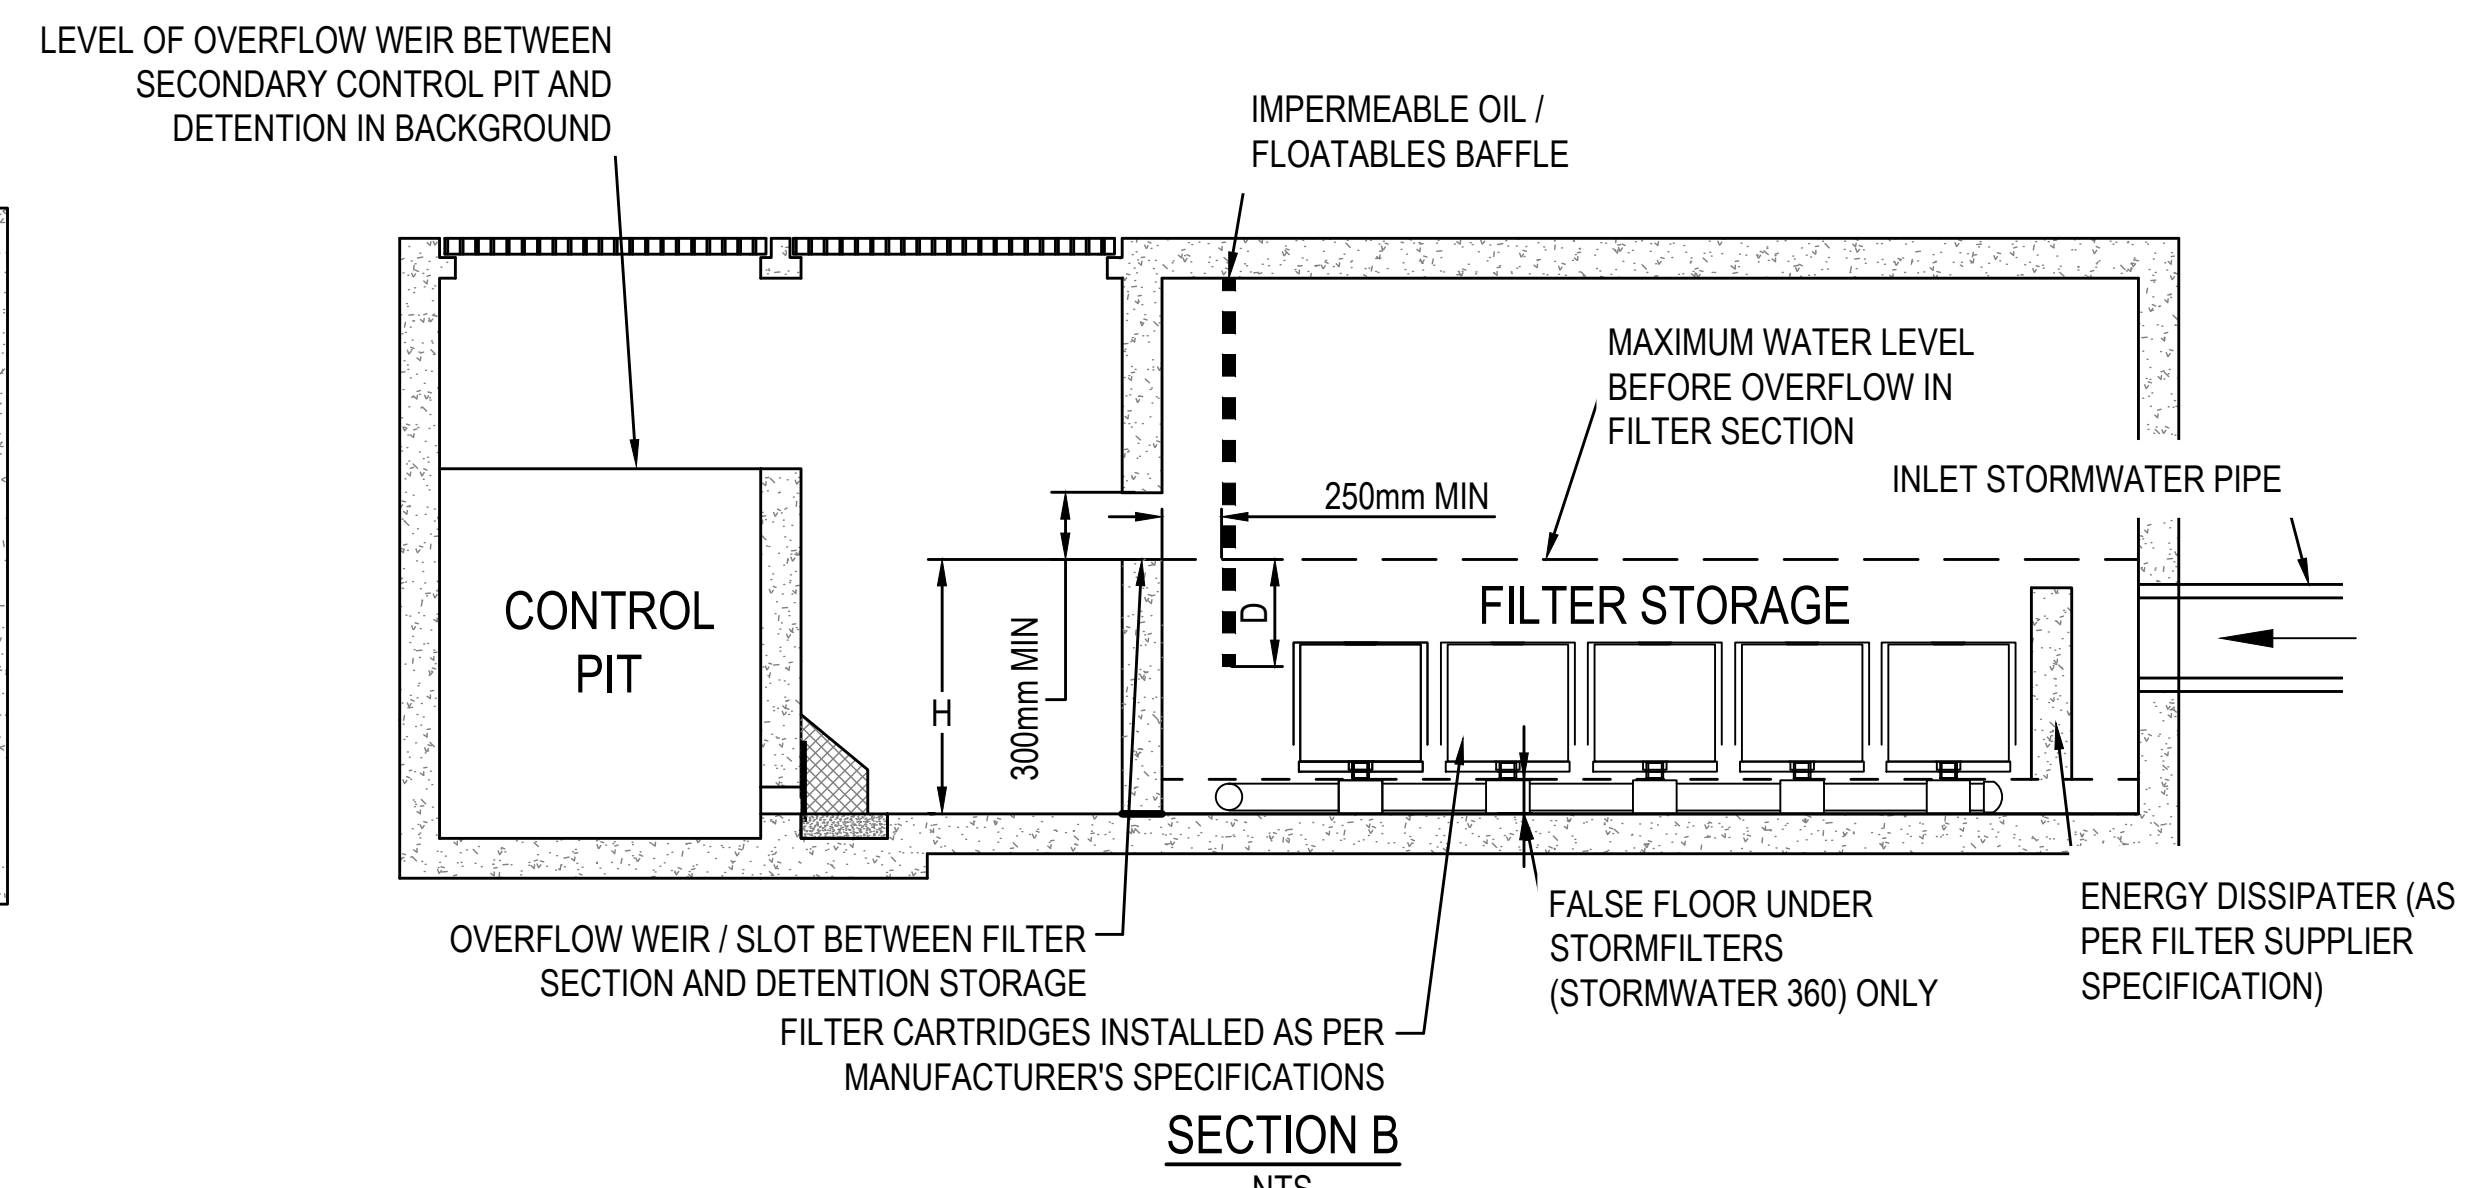 LEVEL OF OVERFLOW WEIR BETWEEN
SECONDARY CONTROL PIT AND
DETENTION IN BACKGROUND
IMPERMEABLE OIL /
FLOATABLES BAFFLE
MAXIMUM WATER LEVEL
BEFORE OVERFLOW IN
FILTER SECTION
INLET STORMWATER PIPE
250mm MIN
CONTROL
PIT
H
300mm MIN
D
FILTER STORAGE
OVERFLOW WEIR / SLOT BETWEEN FILTER
SECTION AND DETENTION STORAGE
FILTER CARTRIDGES INSTALLED AS PER
MANUFACTURER'S SPECIFICATIONS
FALSE FLOOR UNDER
STORMFILTERS
(STORMWATER 360) ONLY
ENERGY DISSIPATER (AS
PER FILTER SUPPLIER
SPECIFICATION)
SECTION B
NTS